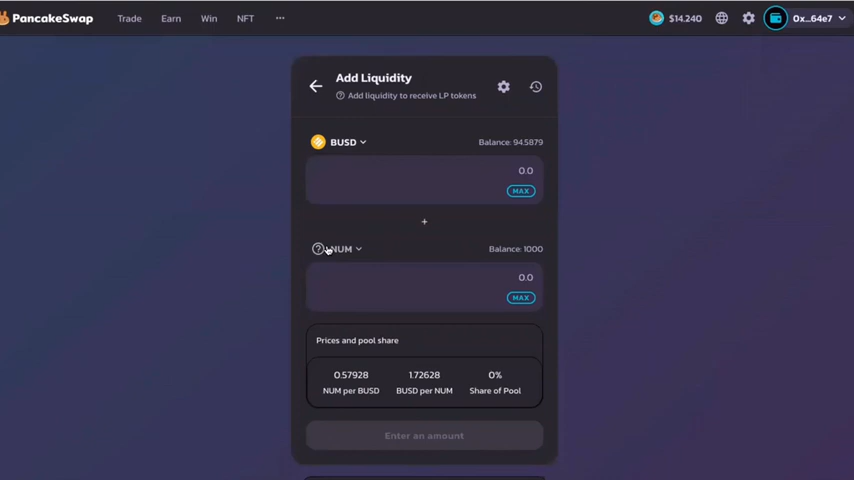 PancakeSwap Trade Earn Win NFT ... $14.240 0x...64e7
Add Liquidity
Add liquidity to receive LP tokens
BUSD Balance: 94.5879
0.0
MAX
+
NUM Balance: 1000
0.0
MAX
Prices and pool share
0.57928 1.72628 0%
NUM per BUSD BUSD per NUM Share of Pool
Enter an amount